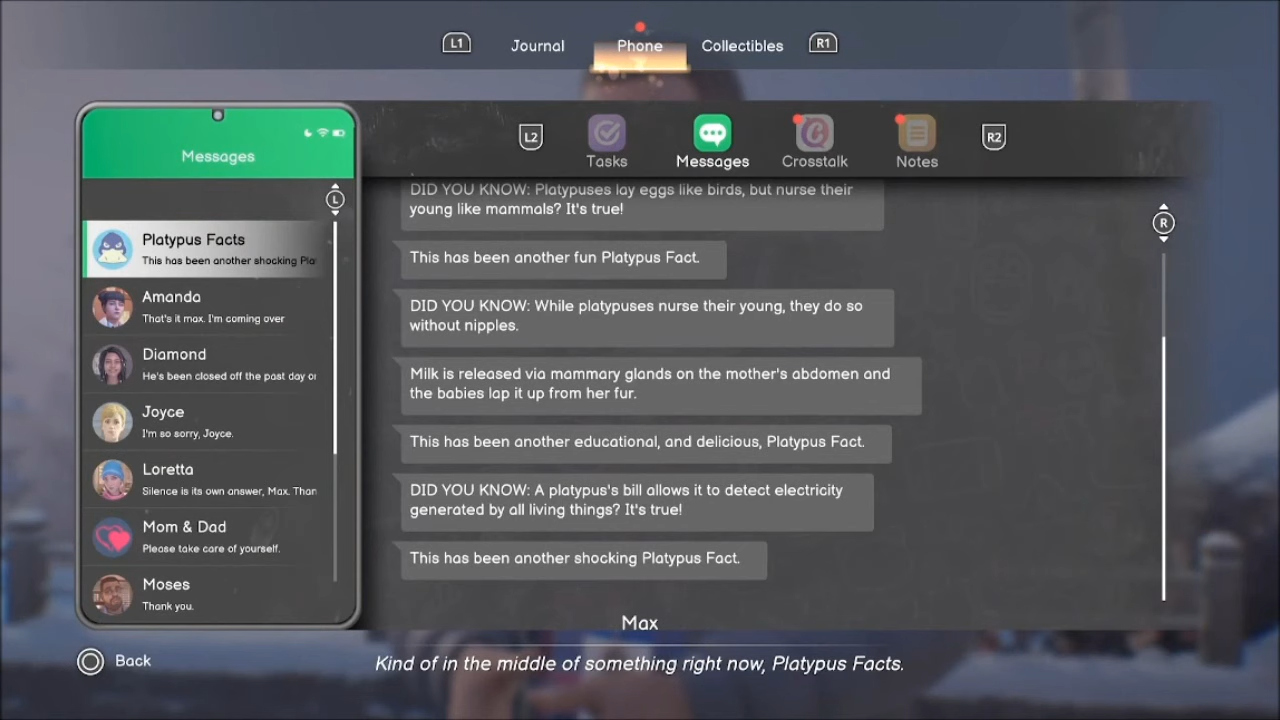 L1 Journal Phone Collectibles R1
Messages
L
Platypus Facts
This has been another shocking Pla
Amanda
That's it max. I'm coming over
Diamond
He's been closed off the past day or
Joyce
I'm so sorry, Joyce.
Loretta
Silence is its own answer, Max. Than
Mom & Dad
Please take care of yourself.
Moses
Thank you.
L2 Tasks Messages Crosstalk Notes R2
R
DID YOU KNOW: Platypuses lay eggs like birds, but nurse their
young like mammals? It's true!
This has been another fun Platypus Fact.
DID YOU KNOW: While platypuses nurse their young, they do so
without nipples.
Milk is released via mammary glands on the mother's abdomen and
the babies lap it up from her fur.
This has been another educational, and delicious, Platypus Fact.
DID YOU KNOW: A platypus's bill allows it to detect electricity
generated by all living things? It's true!
This has been another shocking Platypus Fact.
Max
Back
Kind of in the middle of something right now, Platypus Facts.